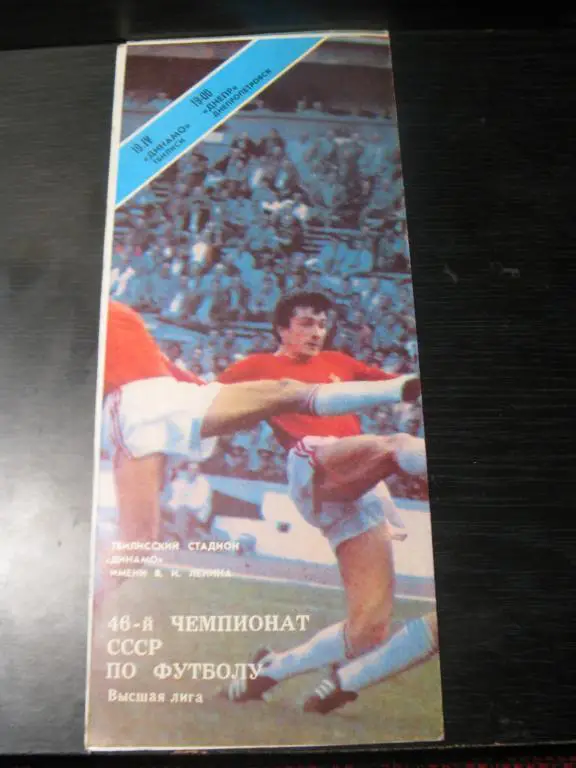 19.IV 19-00
«ДИНАМО» «ДНЕПР»
ТБИЛИСИ ДНЕПРОПЕТРОВСК
ТБИЛИССКИЙ СТАДИОН
«ДИНАМО»
ИМЕНИ В. И. ЛЕНИНА
46-й ЧЕМПИОНАТ
СССР
ПО ФУТБОЛУ
Высшая лига